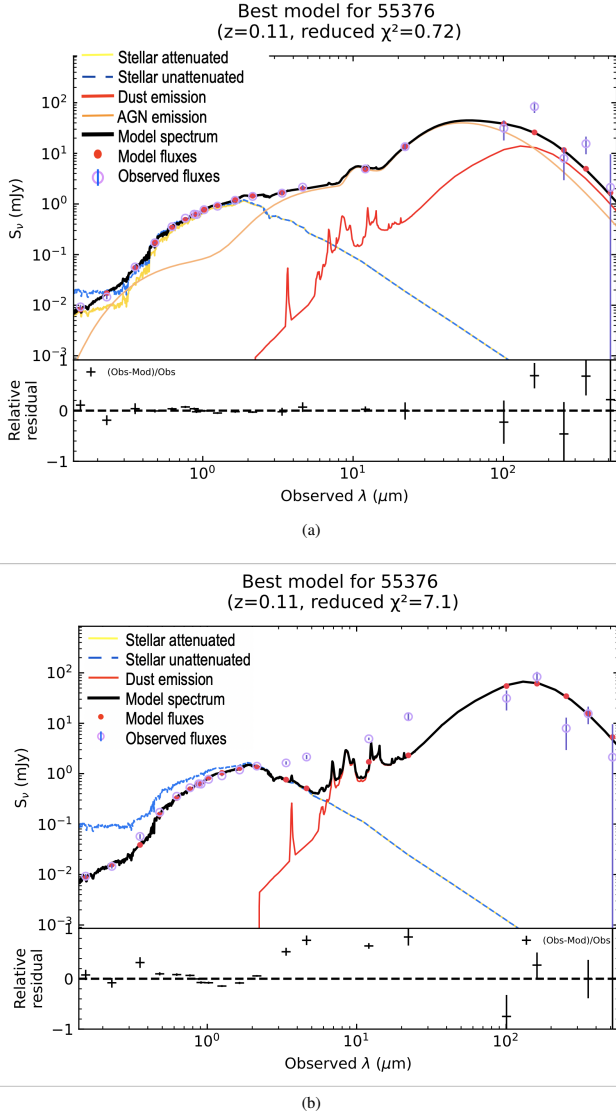 Best model for 55376
(z=0.11, reduced χ²=0.72)
Stellar attenuated
Stellar unattenuated
Dust emission
AGN emission
Model spectrum
Model fluxes
Observed fluxes
S_ν (mJy)
10²
10¹
10⁰
10⁻¹
10⁻²
10⁻³
(Obs-Mod)/Obs
Relative
residual
1
0
−1
10⁰ 10¹ 10²
Observed λ (μm)
(a)
Best model for 55376
(z=0.11, reduced χ²=7.1)
Stellar attenuated
Stellar unattenuated
Dust emission
Model spectrum
Model fluxes
Observed fluxes
S_ν (mJy)
10²
10¹
10⁰
10⁻¹
10⁻²
10⁻³
(Obs-Mod)/Obs
Relative
residual
1
0
−1
10⁰ 10¹ 10²
Observed λ (μm)
(b)